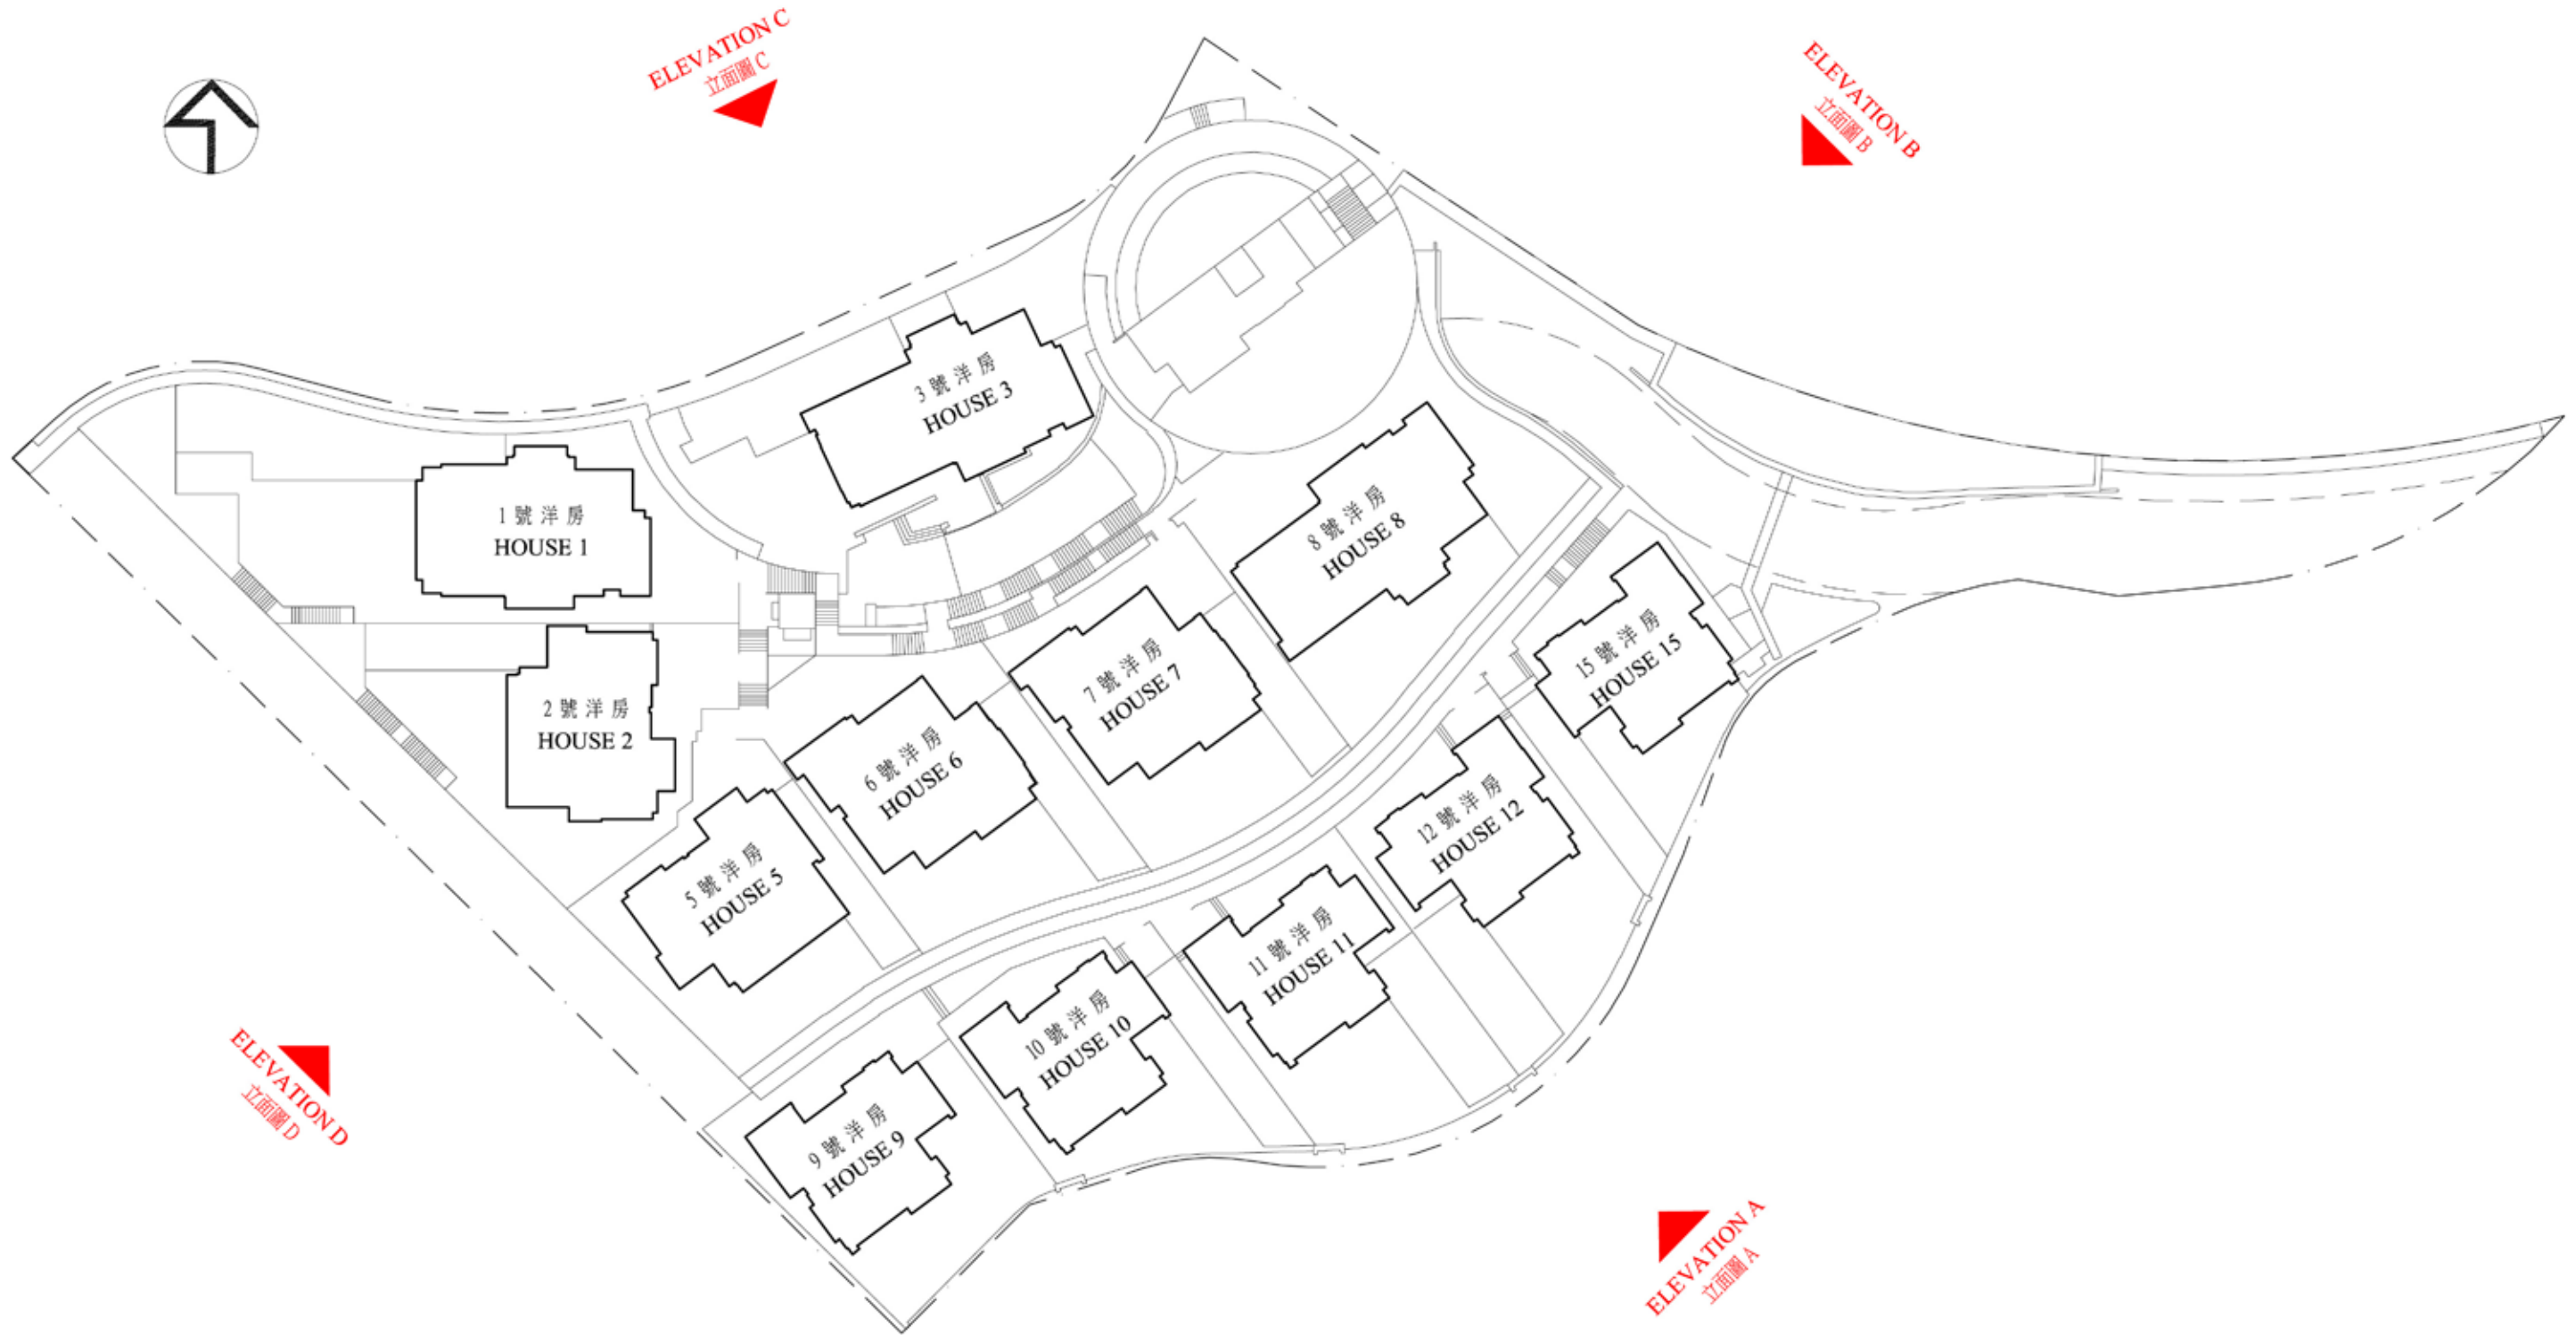 ELEVATION C
立面圖 C
ELEVATION B
立面圖 B
3 號 洋 房
HOUSE 3
1 號 洋 房
HOUSE 1
8 號 洋 房
HOUSE 8
2 號 洋 房
HOUSE 2
7 號 洋 房
HOUSE 7
15 號 洋 房
HOUSE 15
6 號 洋 房
HOUSE 6
5 號 洋 房
HOUSE 5
12 號 洋 房
HOUSE 12
11 號 洋 房
HOUSE 11
10 號 洋 房
HOUSE 10
9 號 洋 房
HOUSE 9
ELEVATION D
立面圖 D
ELEVATION A
立面圖 A